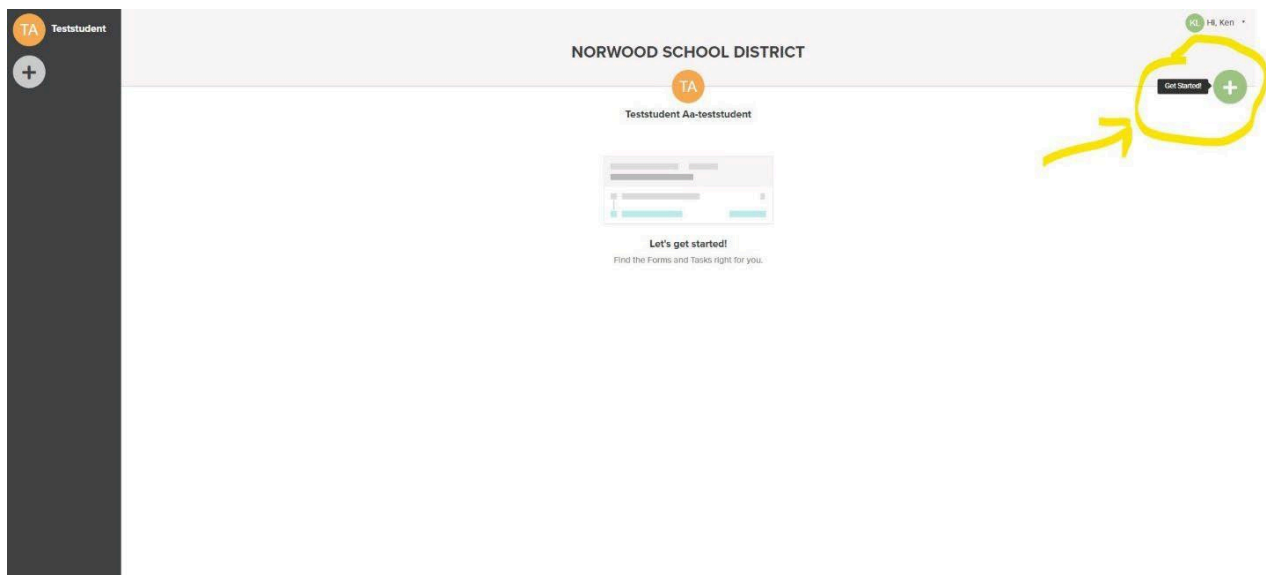 TA Teststudent
KL Hi, Ken
NORWOOD SCHOOL DISTRICT
TA
Get Started!
Teststudent Aa-teststudent
Let's get started!
Find the Forms and Tasks right for you.